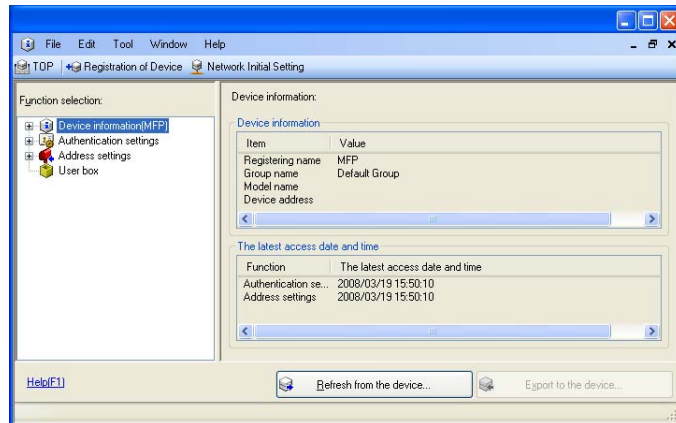 File Edit Tool Window Help
TOP Registration of Device Network Initial Setting
Function selection:
Device information(MFP)
Authentication settings
Address settings
User box
Device information:
Device information
Item Value
Registering name MFP
Group name Default Group
Model name
Device address
The latest access date and time
Function The latest access date and time
Authentication se... 2008/03/19 15:50:10
Address settings 2008/03/19 15:50:10
Help(F1)
Refresh from the device...
Export to the device...